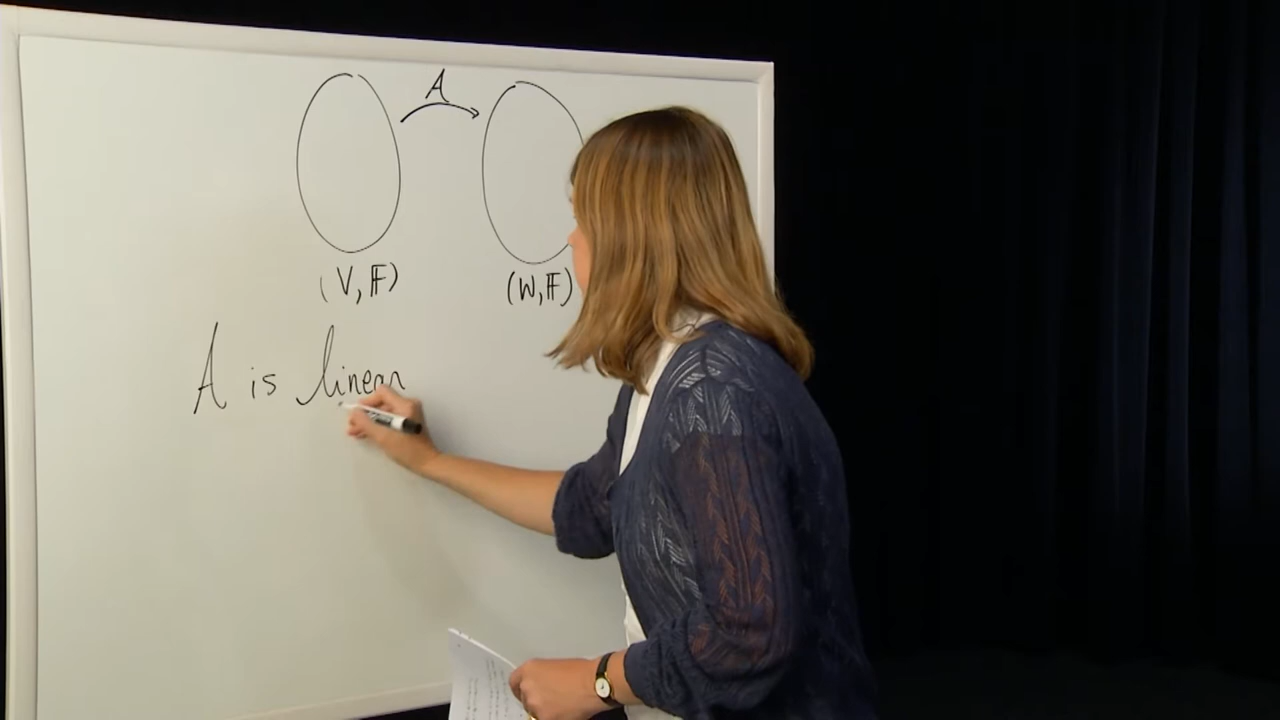 A
(V, 𝔽) (W, 𝔽)
A is linear